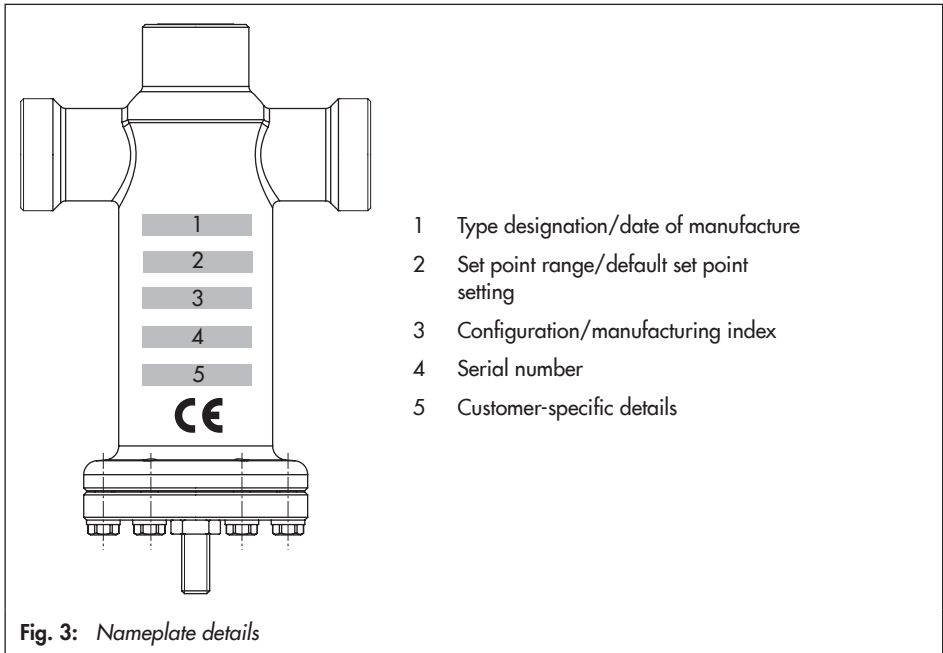 1
2
3
4
5
CE
1 Type designation/date of manufacture
2 Set point range/default set point
setting
3 Configuration/manufacturing index
4 Serial number
5 Customer-specific details
Fig. 3: Nameplate details